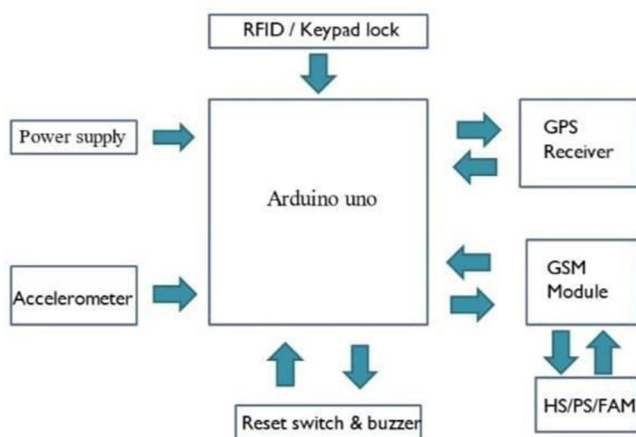 RFID / Keypad lock
Power supply
Arduino uno
GPS
Receiver
Accelerometer
GSM
Module
Reset switch & buzzer
HS/PS/FAM